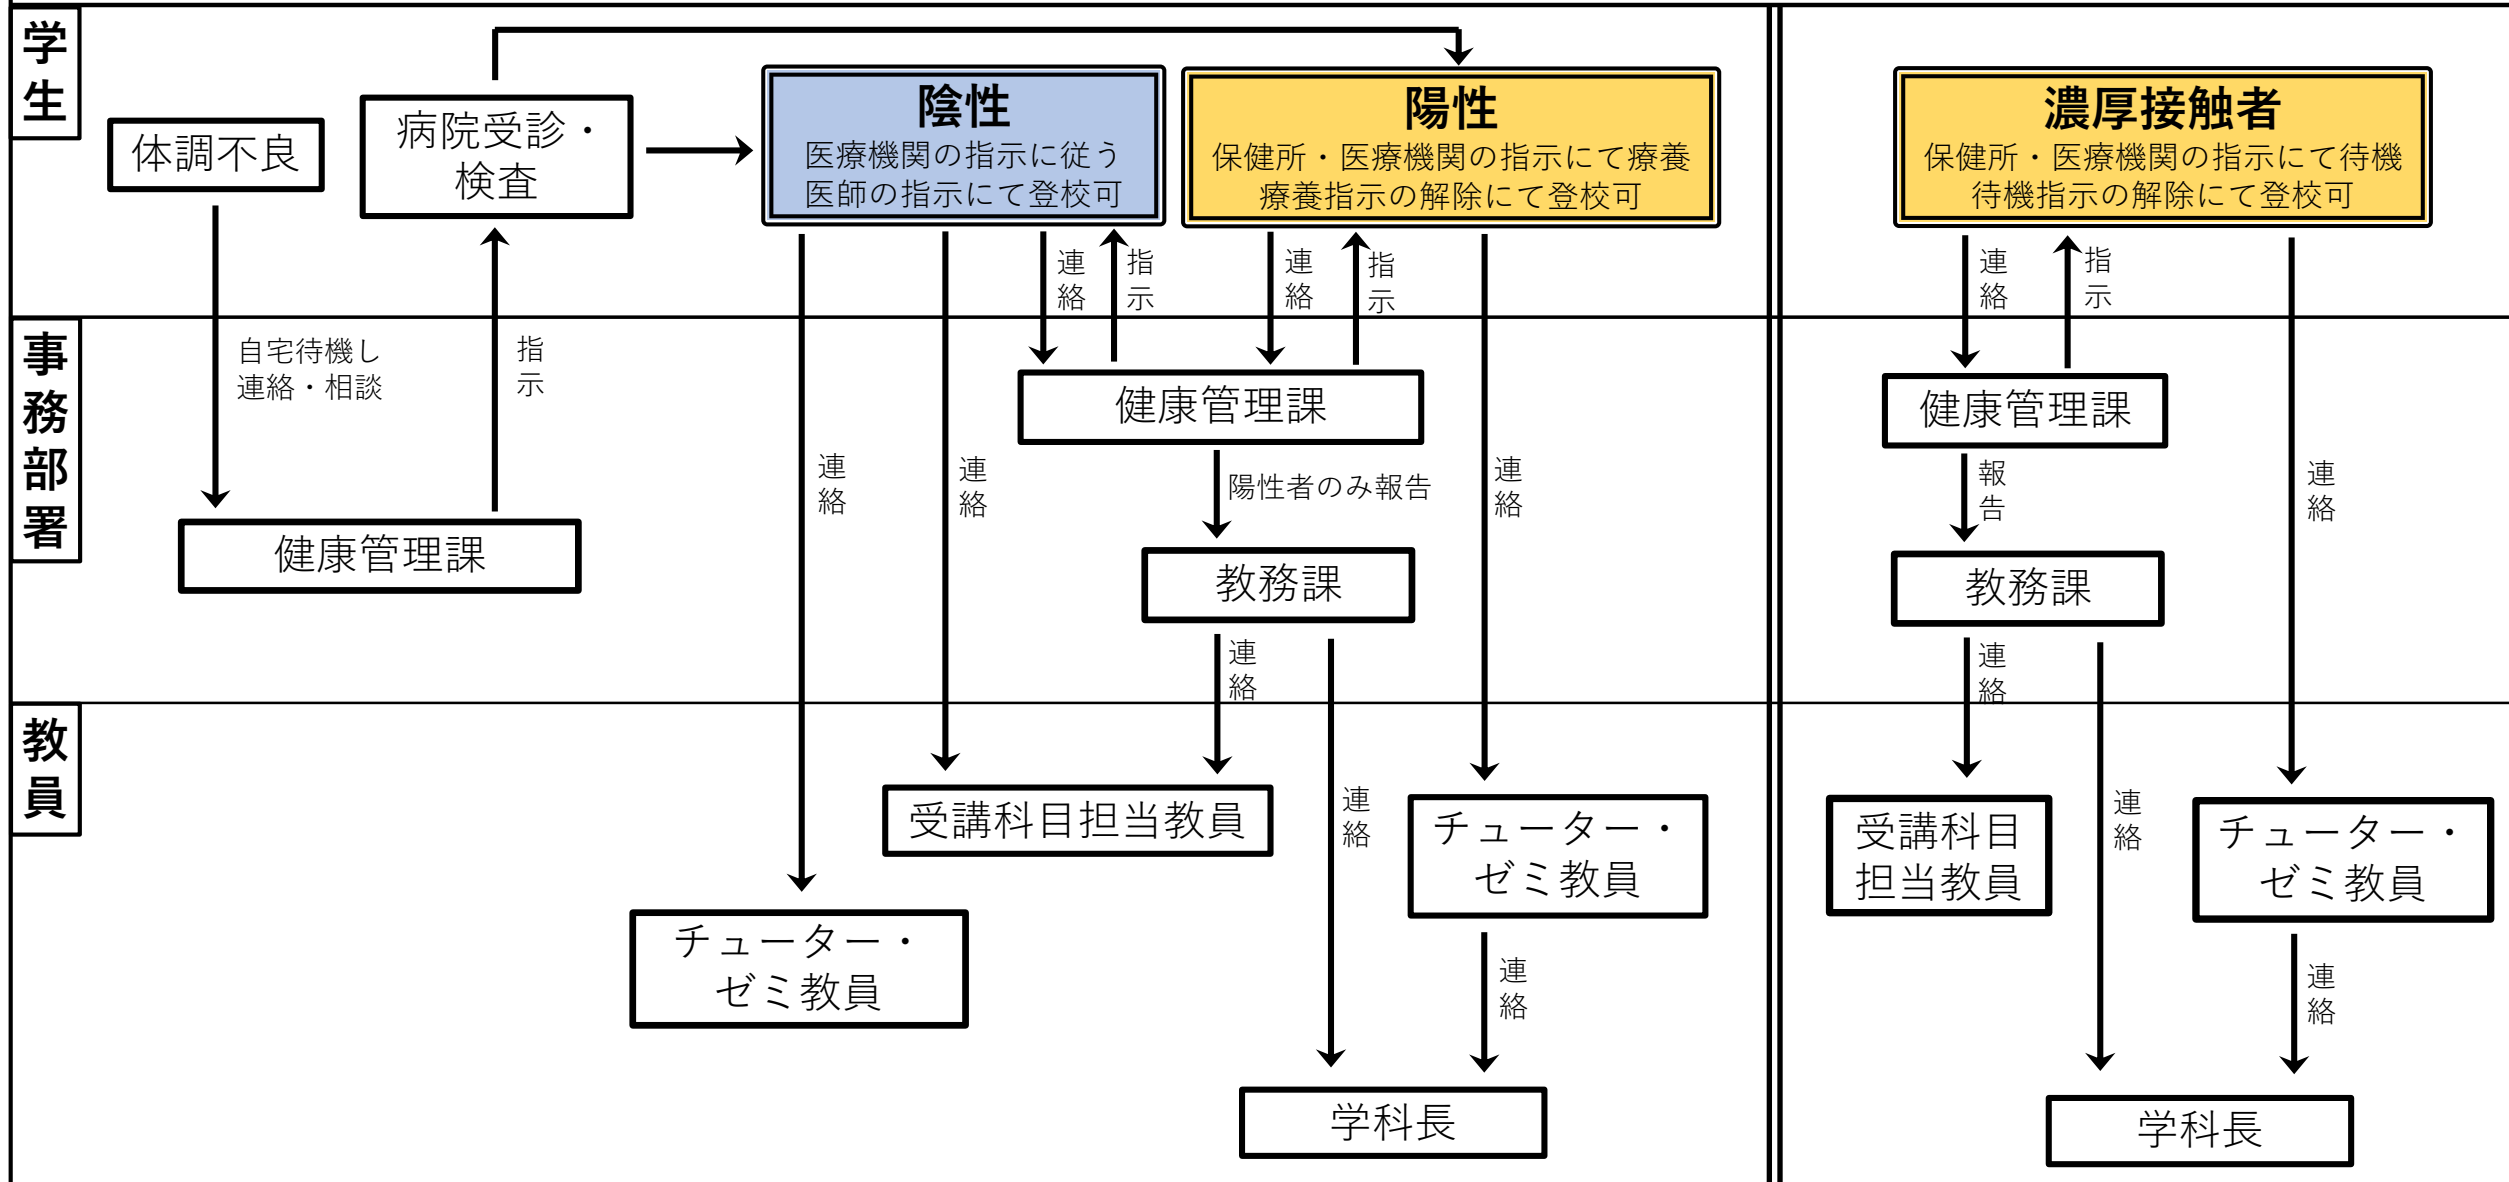 学生
体調不良
病院受診・
検査
陰性
医療機関の指示に従う
医師の指示にて登校可
陽性
保健所・医療機関の指示にて療養
療養指示の解除にて登校可
濃厚接触者
保健所・医療機関の指示にて待機
待機指示の解除にて登校可
連絡
指示
連絡
指示
連絡
指示
事務部署
自宅待機し
連絡・相談
指示
健康管理課
健康管理課
健康管理課
連絡
連絡
陽性者のみ報告
連絡
報告
連絡
健康管理課
教務課
教務課
連絡
連絡
教員
受講科目担当教員
連絡
チューター・
ゼミ教員
受講科目
担当教員
連絡
チューター・
ゼミ教員
チューター・
ゼミ教員
連絡
連絡
学科長
学科長